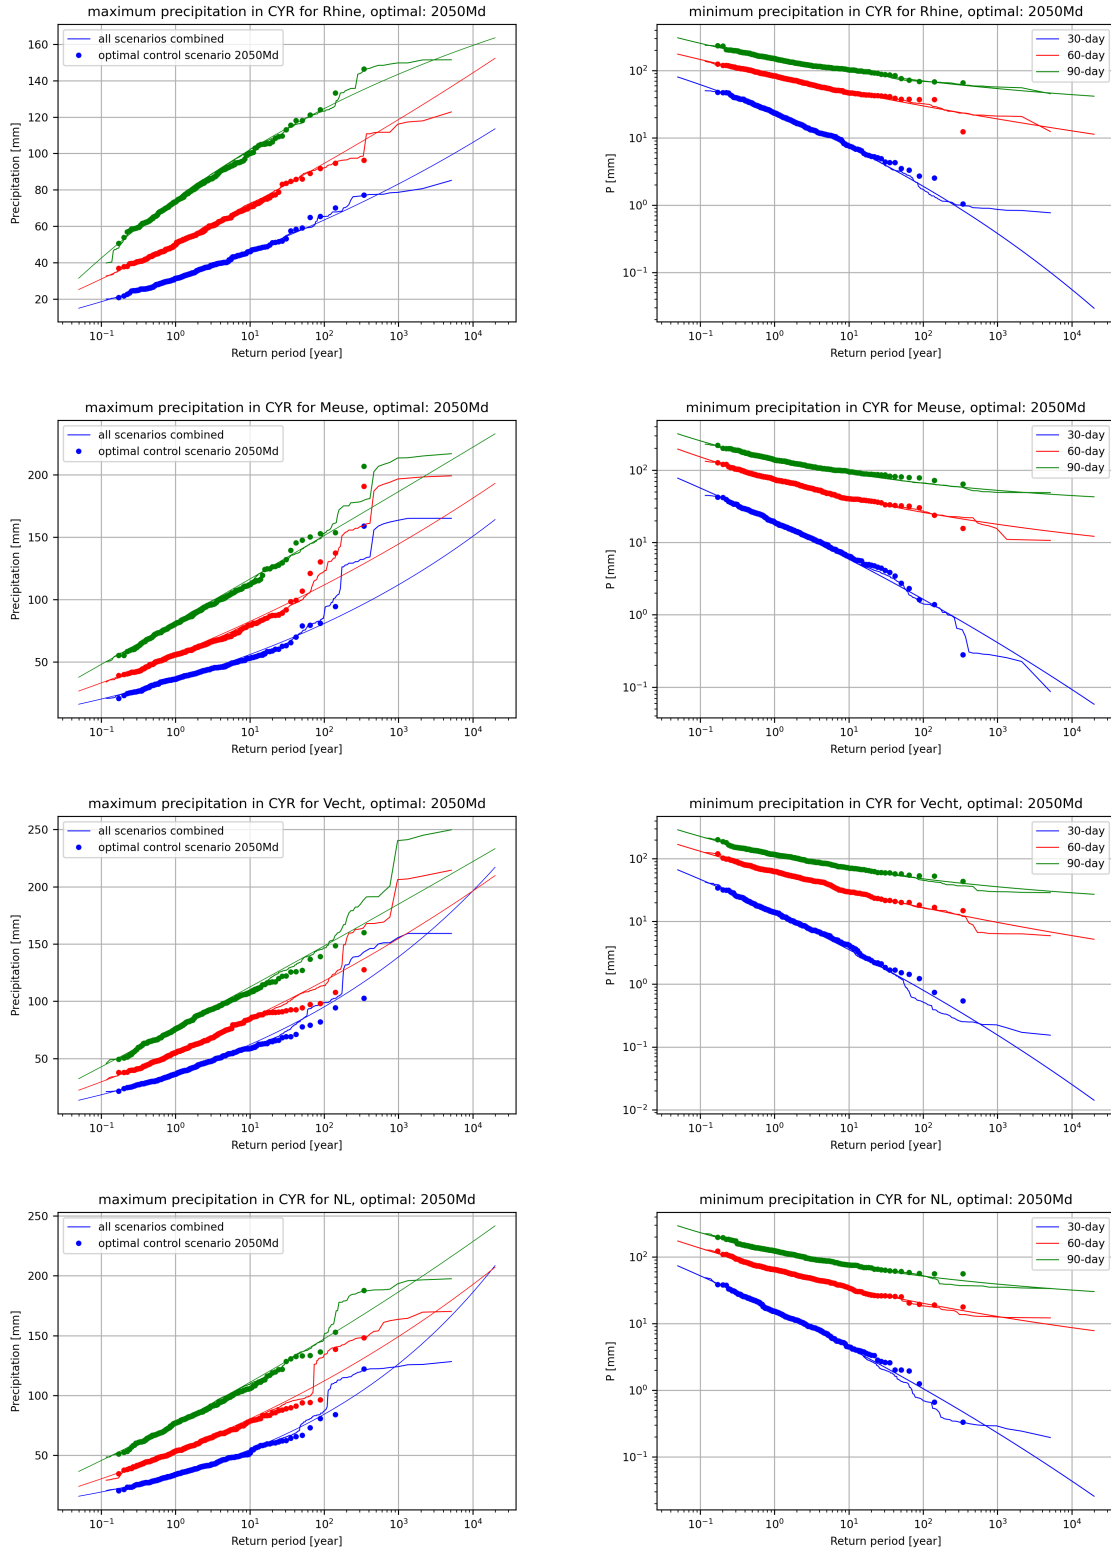 maximum precipitation in CYR for Rhine, optimal: 2050Md
all scenarios combined
optimal control scenario 2050Md
Precipitation [mm]
160
140
120
100
80
60
40
20
10⁻¹ 10⁰ 10¹ 10² 10³ 10⁴
Return period [year]
minimum precipitation in CYR for Rhine, optimal: 2050Md
30-day
60-day
90-day
P [mm]
10²
10¹
10⁰
10⁻¹
10⁻¹ 10⁰ 10¹ 10² 10³ 10⁴
Return period [year]
maximum precipitation in CYR for Meuse, optimal: 2050Md
all scenarios combined
optimal control scenario 2050Md
Precipitation [mm]
200
150
100
50
10⁻¹ 10⁰ 10¹ 10² 10³ 10⁴
Return period [year]
minimum precipitation in CYR for Meuse, optimal: 2050Md
30-day
60-day
90-day
P [mm]
10²
10¹
10⁰
10⁻¹
10⁻¹ 10⁰ 10¹ 10² 10³ 10⁴
Return period [year]
maximum precipitation in CYR for Vecht, optimal: 2050Md
all scenarios combined
optimal control scenario 2050Md
Precipitation [mm]
250
200
150
100
50
10⁻¹ 10⁰ 10¹ 10² 10³ 10⁴
Return period [year]
minimum precipitation in CYR for Vecht, optimal: 2050Md
30-day
60-day
90-day
P [mm]
10²
10¹
10⁰
10⁻¹
10⁻²
10⁻¹ 10⁰ 10¹ 10² 10³ 10⁴
Return period [year]
maximum precipitation in CYR for NL, optimal: 2050Md
all scenarios combined
optimal control scenario 2050Md
Precipitation [mm]
250
200
150
100
50
10⁻¹ 10⁰ 10¹ 10² 10³ 10⁴
Return period [year]
minimum precipitation in CYR for NL, optimal: 2050Md
30-day
60-day
90-day
P [mm]
10²
10¹
10⁰
10⁻¹
10⁻¹ 10⁰ 10¹ 10² 10³ 10⁴
Return period [year]